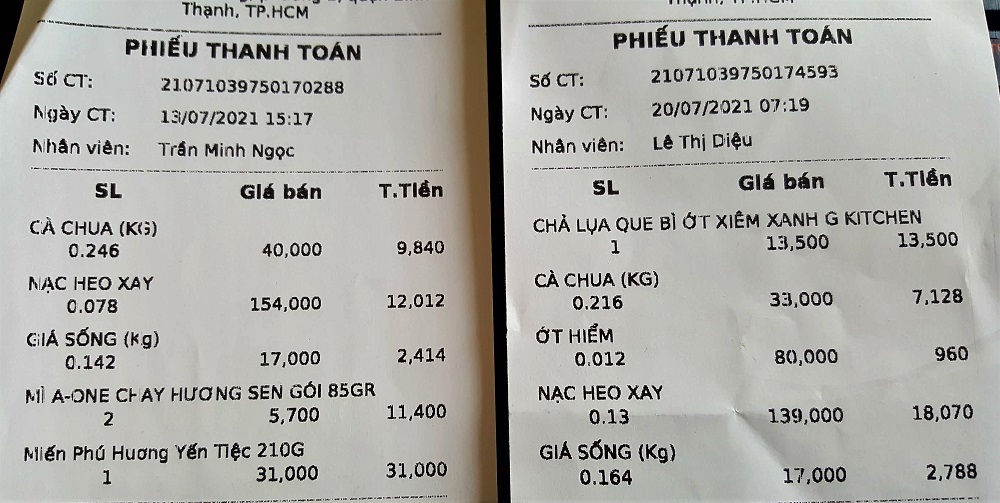 Thạnh, TP.HCM
PHIẾU THANH TOÁN
Số CT: 21071039750170288
Ngày CT: 13/07/2021 15:17
Nhân viên: Trần Minh Ngọc
SL Giá bán T.Tiền
CÀ CHUA (KG)
0.246 40,000 9,840
NẠC HEO XAY
0.078 154,000 12,012
GIÁ SỐNG (Kg)
0.142 17,000 2,414
MÌ A-ONE CHAY HƯƠNG SEN GÓI 85GR
2 5,700 11,400
Miến Phú Hương Yến Tiệc 210G
1 31,000 31,000
PHIẾU THANH TOÁN
Số CT: 21071039750174593
Ngày CT: 20/07/2021 07:19
Nhân viên: Lê Thị Diệu
SL Giá bán T.Tiền
CHẢ LỤA QUE BÌ ỚT XIÊM XANH G KITCHEN
1 13,500 13,500
CÀ CHUA (KG)
0.216 33,000 7,128
ỚT HIỂM
0.012 80,000 960
NẠC HEO XAY
0.13 139,000 18,070
GIÁ SỐNG (Kg)
0.164 17,000 2,788